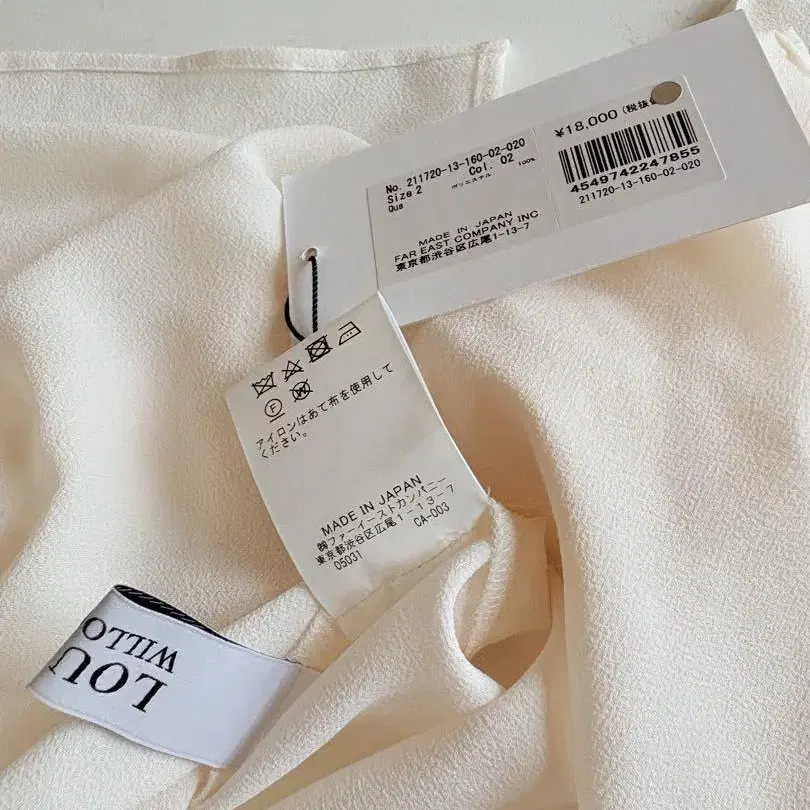 ¥18,000 (税抜
4549742247855
211720-13-160-02-020
No. 211720-13-160-02-020
Size 2 Col. 02
Qua ポリエステル 100%
MADE IN JAPAN
FAR EAST COMPANY INC.
東京都渋谷区広尾1-13-7
F
W
アイロンはあて布を使用して
ください。
MADE IN JAPAN
㈱ファーイーストカンパニー
東京都渋谷区広尾1-13-7
05031 CA-003
LOU
WILLO